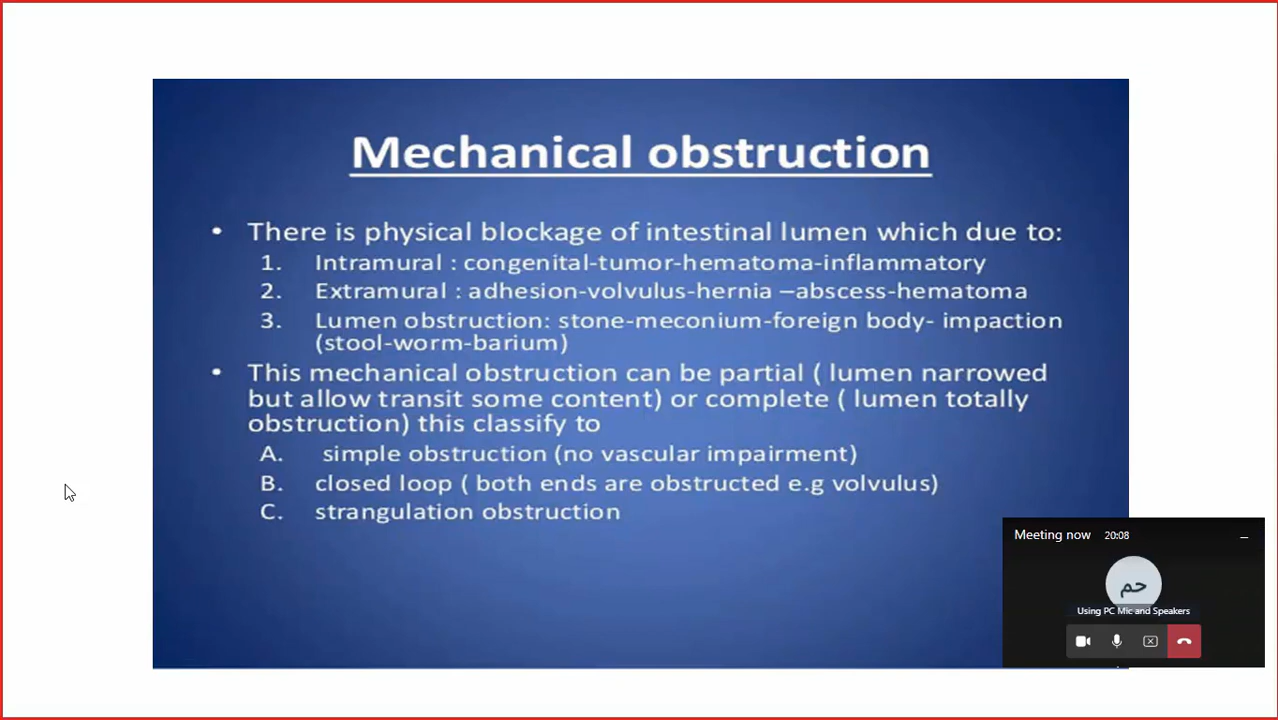 Mechanical obstruction
• There is physical blockage of intestinal lumen which due to:
1. Intramural : congenital-tumor-hematoma-inflammatory
2. Extramural : adhesion-volvulus-hernia –abscess-hematoma
3. Lumen obstruction: stone-meconium-foreign body- impaction
(stool-worm-barium)
• This mechanical obstruction can be partial ( lumen narrowed
but allow transit some content) or complete ( lumen totally
obstruction) this classify to
A. simple obstruction (no vascular impairment)
B. closed loop ( both ends are obstructed e.g volvulus)
C. strangulation obstruction
Meeting now 20:08
حم
Using PC Mic and Speakers